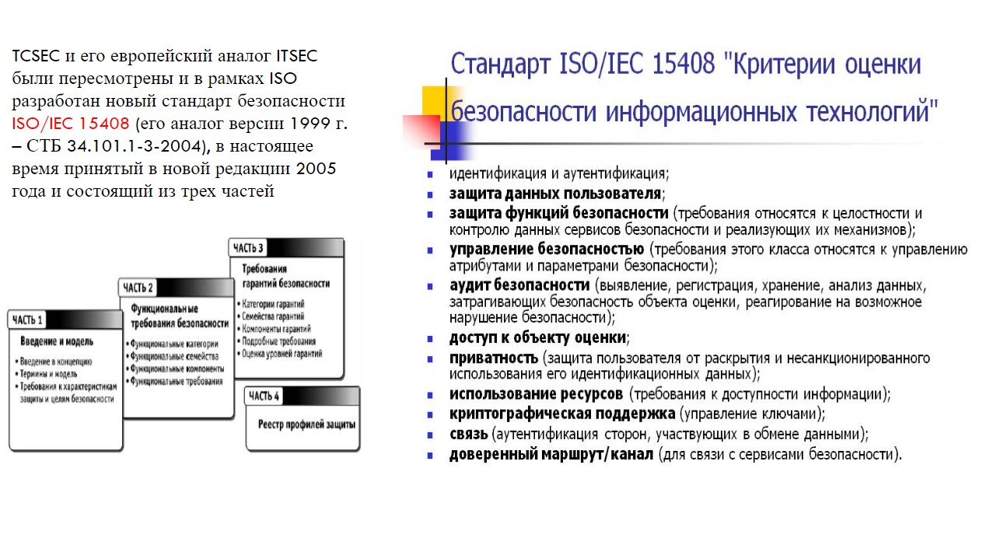 TCSEC и его европейский аналог ITSEC
были пересмотрены и в рамках ISO
разработан новый стандарт безопасности
ISO/IEC 15408 (его аналог версии 1999 г.
– СТБ 34.101.1-3-2004), в настоящее
время принятый в новой редакции 2005
года и состоящий из трех частей
ЧАСТЬ 1
Введение и модель
• Введение в концепцию
• Термины и модель
• Требования к характеристикам
защиты и целям безопасности
ЧАСТЬ 2
Функциональные
требования безопасности
• Функциональные категории
• Функциональные семейства
• Функциональные компоненты
• Функциональные требования
ЧАСТЬ 3
Требования
гарантий безопасности
• Категории гарантий
• Семейства гарантий
• Компоненты гарантий
• Подробные требования
• Оценка уровней гарантий
ЧАСТЬ 4
Реестр профилей защиты
Стандарт ISO/IEC 15408 "Критерии оценки
безопасности информационных технологий"
идентификация и аутентификация;
защита данных пользователя;
защита функций безопасности (требования относятся к целостности и
контролю данных сервисов безопасности и реализующих их механизмов);
управление безопасностью (требования этого класса относятся к управлению
атрибутами и параметрами безопасности);
аудит безопасности (выявление, регистрация, хранение, анализ данных,
затрагивающих безопасность объекта оценки, реагирование на возможное
нарушение безопасности);
доступ к объекту оценки;
приватность (защита пользователя от раскрытия и несанкционированного
использования его идентификационных данных);
использование ресурсов (требования к доступности информации);
криптографическая поддержка (управление ключами);
связь (аутентификация сторон, участвующих в обмене данными);
доверенный маршрут/канал (для связи с сервисами безопасности).